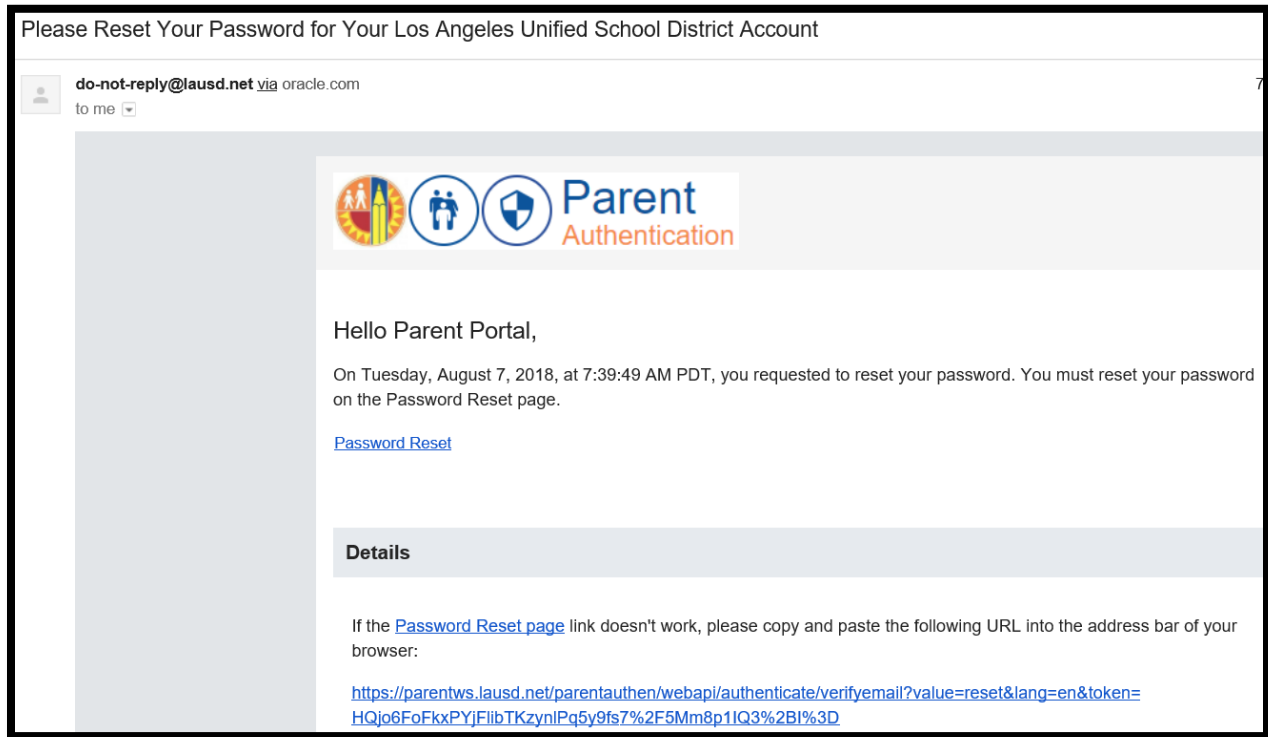 Please Reset Your Password for Your Los Angeles Unified School District Account
do-not-reply@lausd.net via oracle.com
7
to me
Parent
Authentication
Hello Parent Portal,
On Tuesday, August 7, 2018, at 7:39:49 AM PDT, you requested to reset your password. You must reset your password
on the Password Reset page.
Password Reset
Details
If the Password Reset page link doesn't work, please copy and paste the following URL into the address bar of your
browser:
https://parentws.lausd.net/parentauthen/webapi/authenticate/verifyemail?value=reset&lang=en&token=
HQjo6FoFkxPYjFlibTKzynlPq5y9fs7%2F5Mm8p1IQ3%2BI%3D